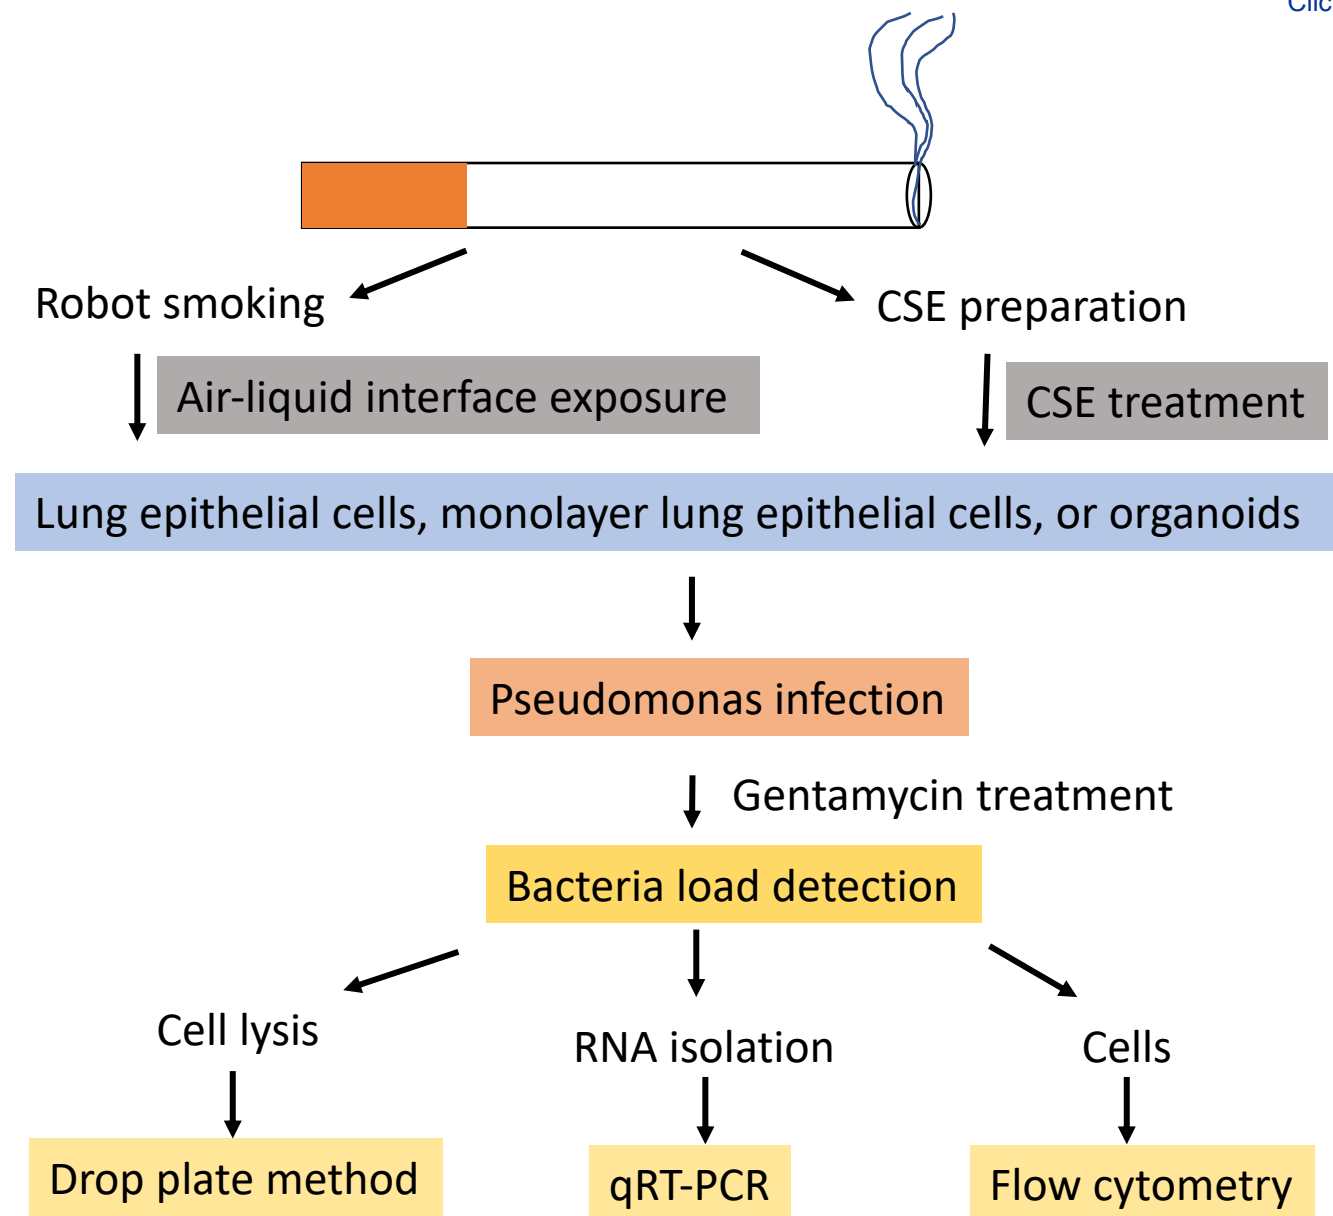 Robot smoking
CSE preparation
Air-liquid interface exposure
CSE treatment
Lung epithelial cells, monolayer lung epithelial cells, or organoids
Pseudomonas infection
Gentamycin treatment
Bacteria load detection
Cell lysis
RNA isolation
Cells
Drop plate method
qRT-PCR
Flow cytometry